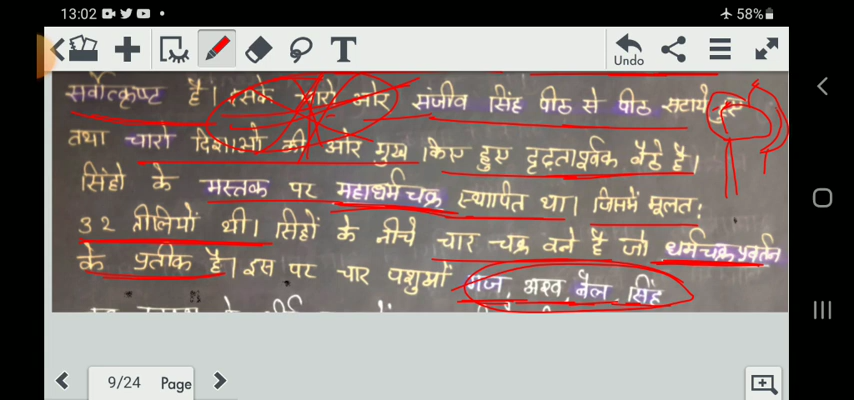 13:02
58%
T
Undo
सर्वोत्कृष्ट है। इसके चारो ओर संजीव सिंह पीठ से पीठ सटाये हुए
तथा चारो दिशाओ की ओर मुख किए हुए दृढ़तापूर्वक बैठे है।
सिंहो के मस्तक पर महाधर्म चक्र स्थापित था। जिसमें मूलतः
32 तीलियाँ थी। सिंहों के नीचे चार चक्र बने है जो धर्मचक्र प्रवर्तन
के प्रतीक है। इस पर चार पशुओं गज, अश्व, बैल, सिंह
9/24 Page